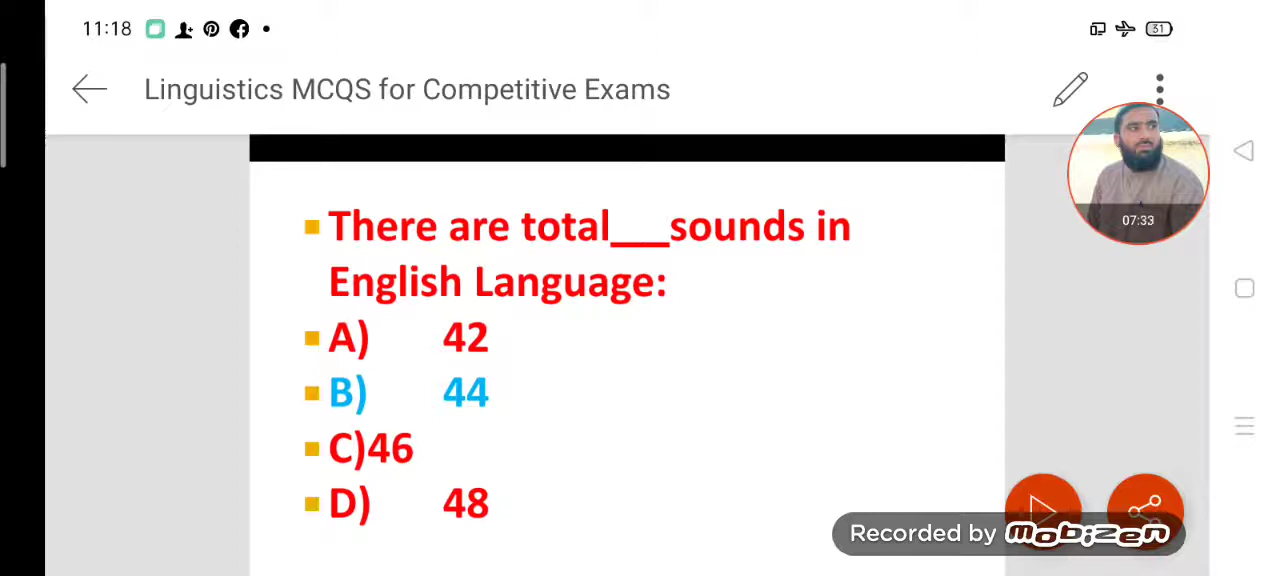 11:18
31
Linguistics MCQS for Competitive Exams
07:33
There are total___sounds in
English Language:
A) 42
B) 44
C)46
D) 48
Recorded by mobizen